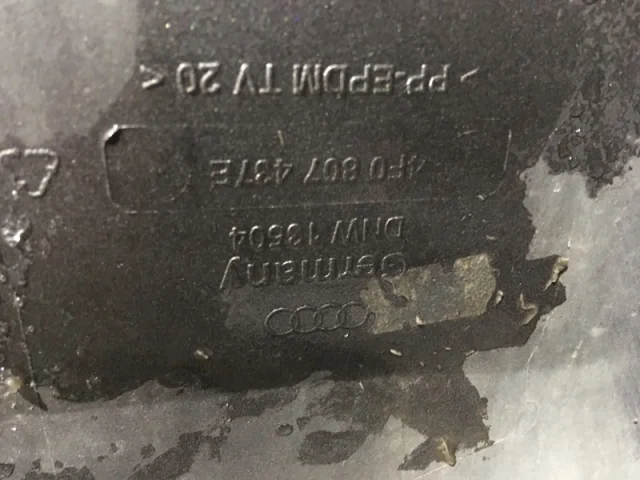 Germany
DNW 13504
4F0 807 437E
> PP-EPDM TV 20 <